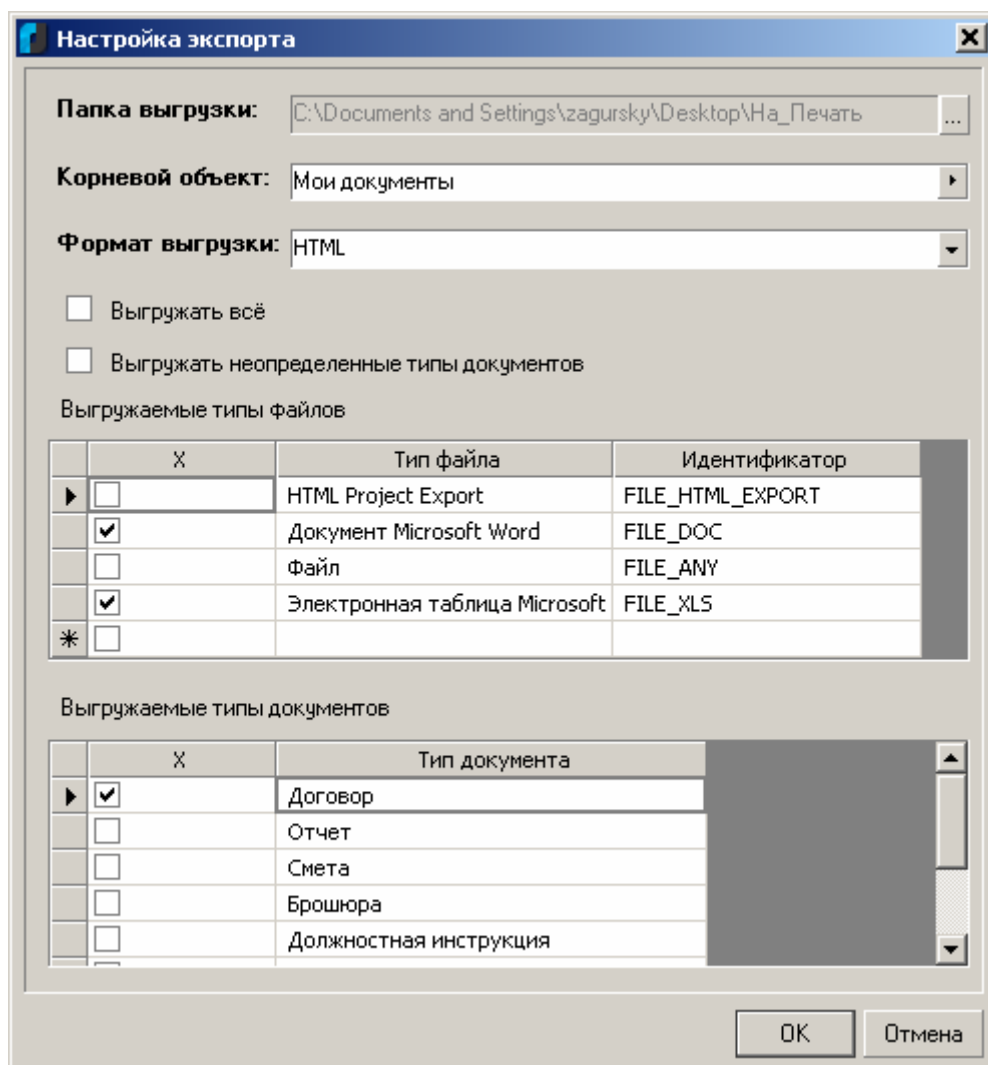 Настройка экспорта
Папка выгрузки: C:\Documents and Settings\zagursky\Desktop\На_Печать ...
Корневой объект: Мои документы
Формат выгрузки: HTML
Выгружать всё
Выгружать неопределенные типы документов
Выгружаемые типы файлов
X Тип файла Идентификатор
HTML Project Export FILE_HTML_EXPORT
Документ Microsoft Word FILE_DOC
Файл FILE_ANY
Электронная таблица Microsoft FILE_XLS
Выгружаемые типы документов
X Тип документа
Договор
Отчет
Смета
Брошюра
Должностная инструкция
OK Отмена